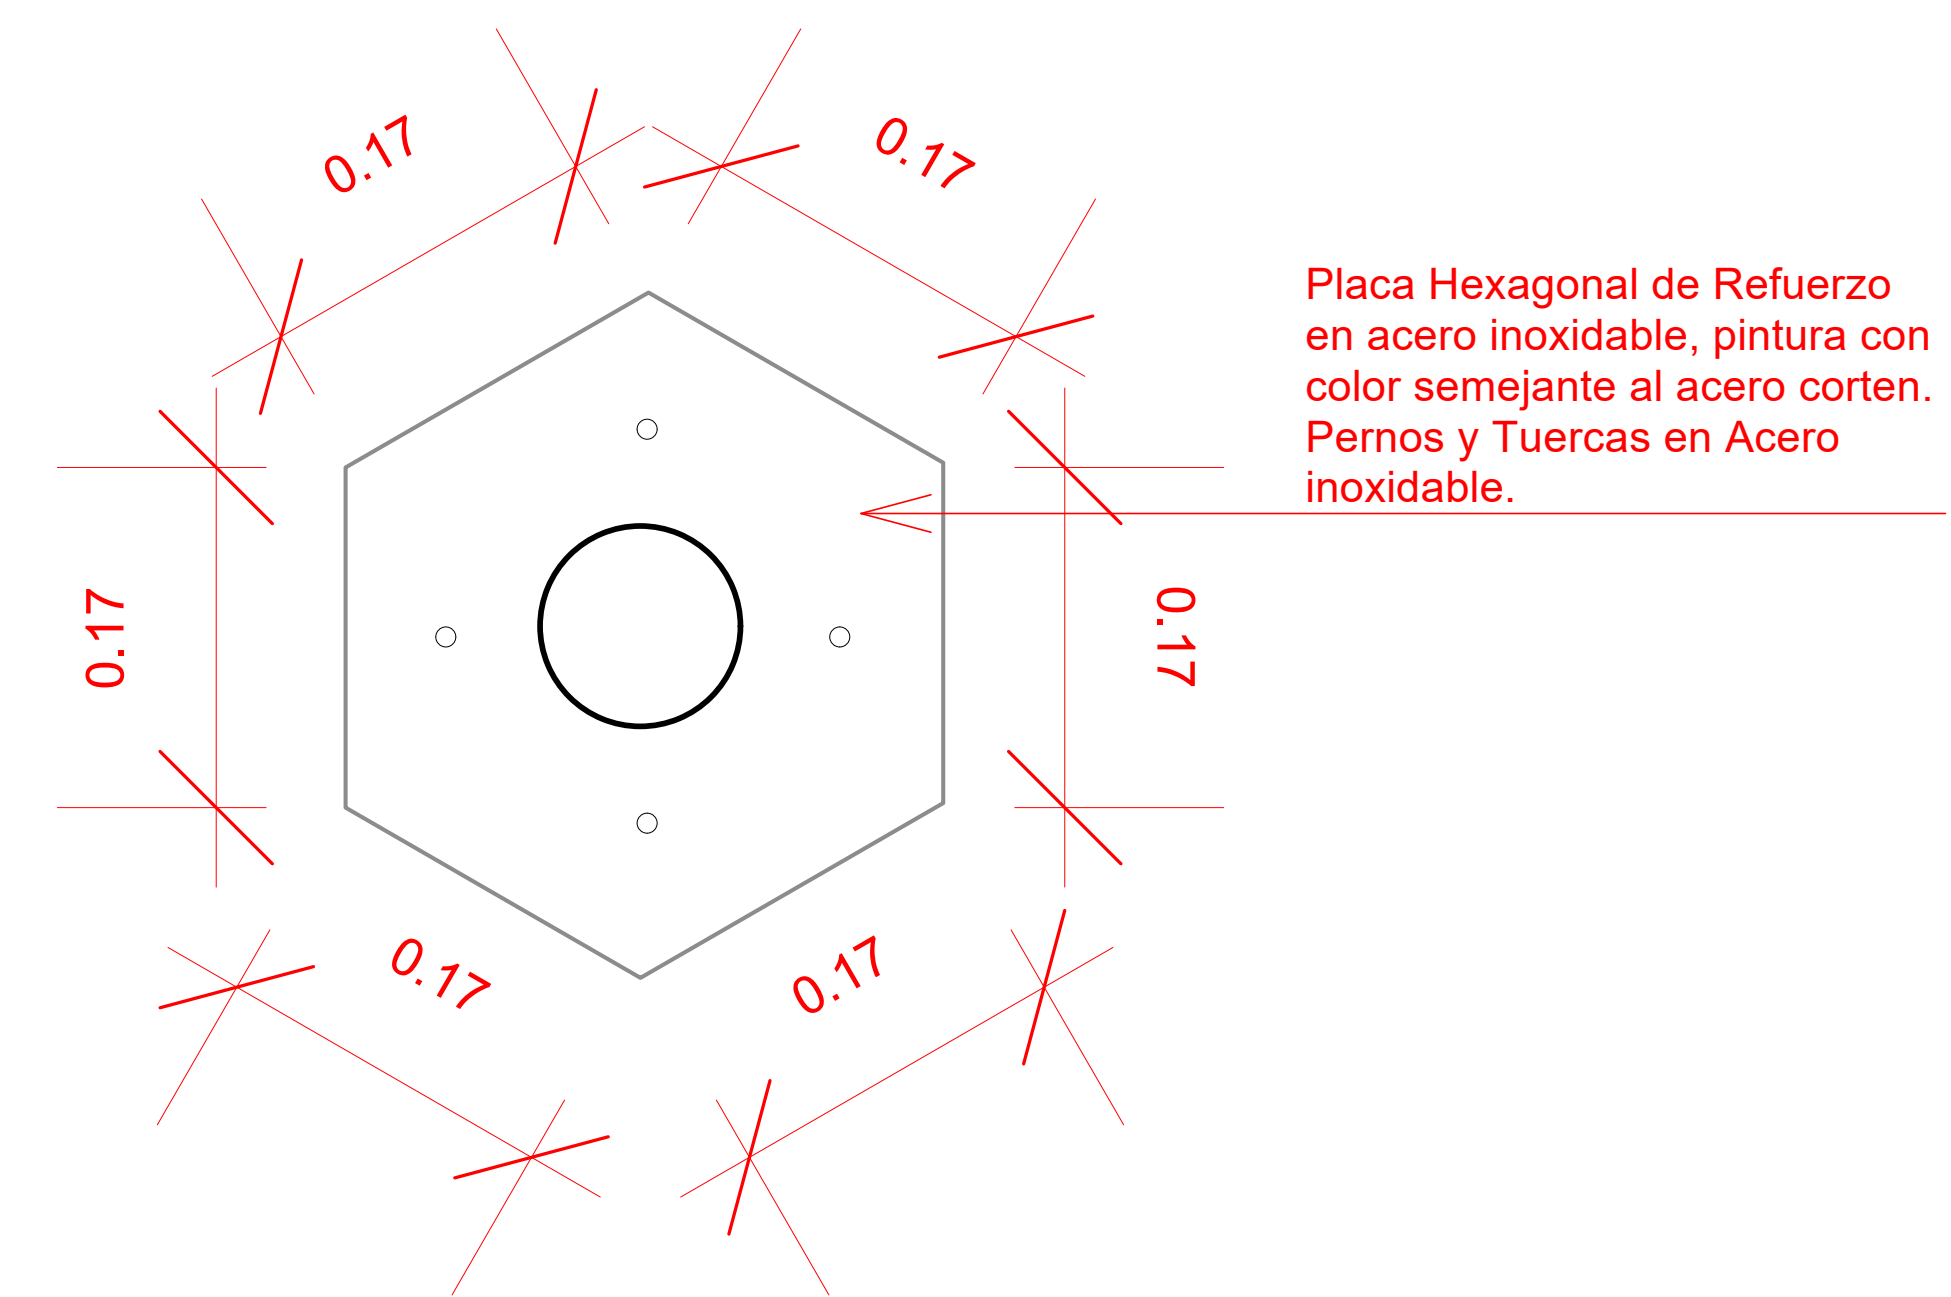 0.17
0.17
Placa Hexagonal de Refuerzo
en acero inoxidable, pintura con
color semejante al acero corten.
Pernos y Tuercas en Acero
inoxidable.
0.17
0.17
0.17
0.17